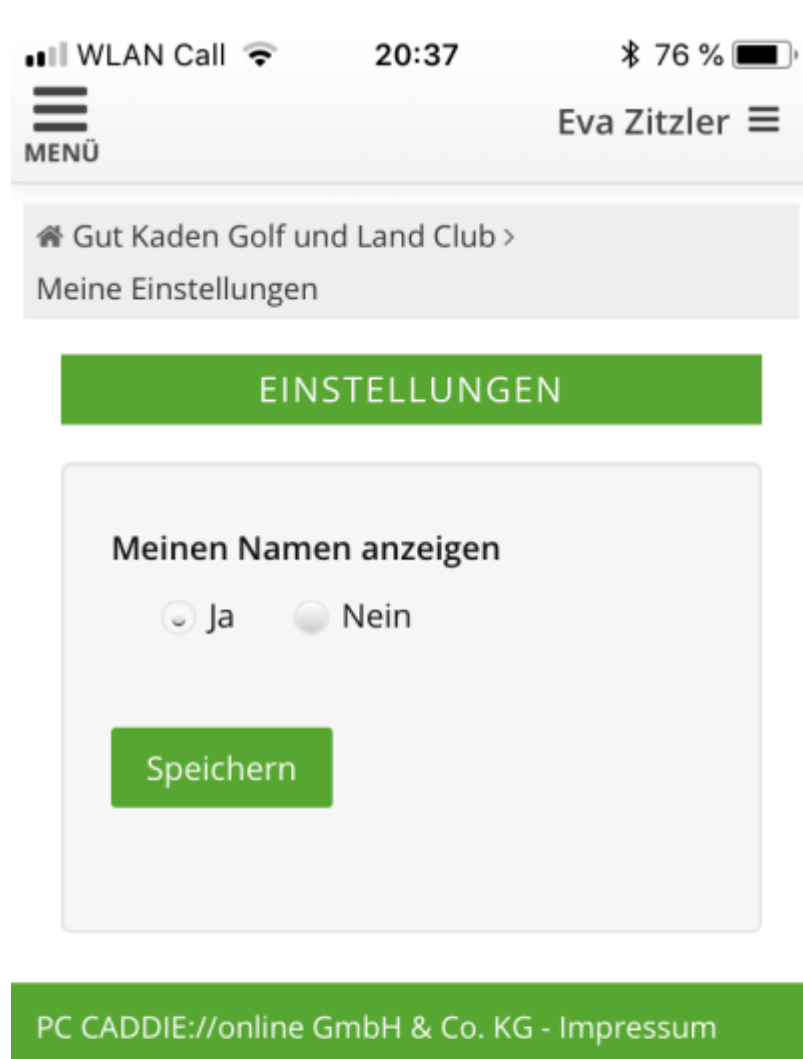 WLAN Call 20:37 76 %
MENÜ
Eva Zitzler
Gut Kaden Golf und Land Club >
Meine Einstellungen
EINSTELLUNGEN
Meinen Namen anzeigen
Ja Nein
Speichern
PC CADDIE://online GmbH & Co. KG - Impressum